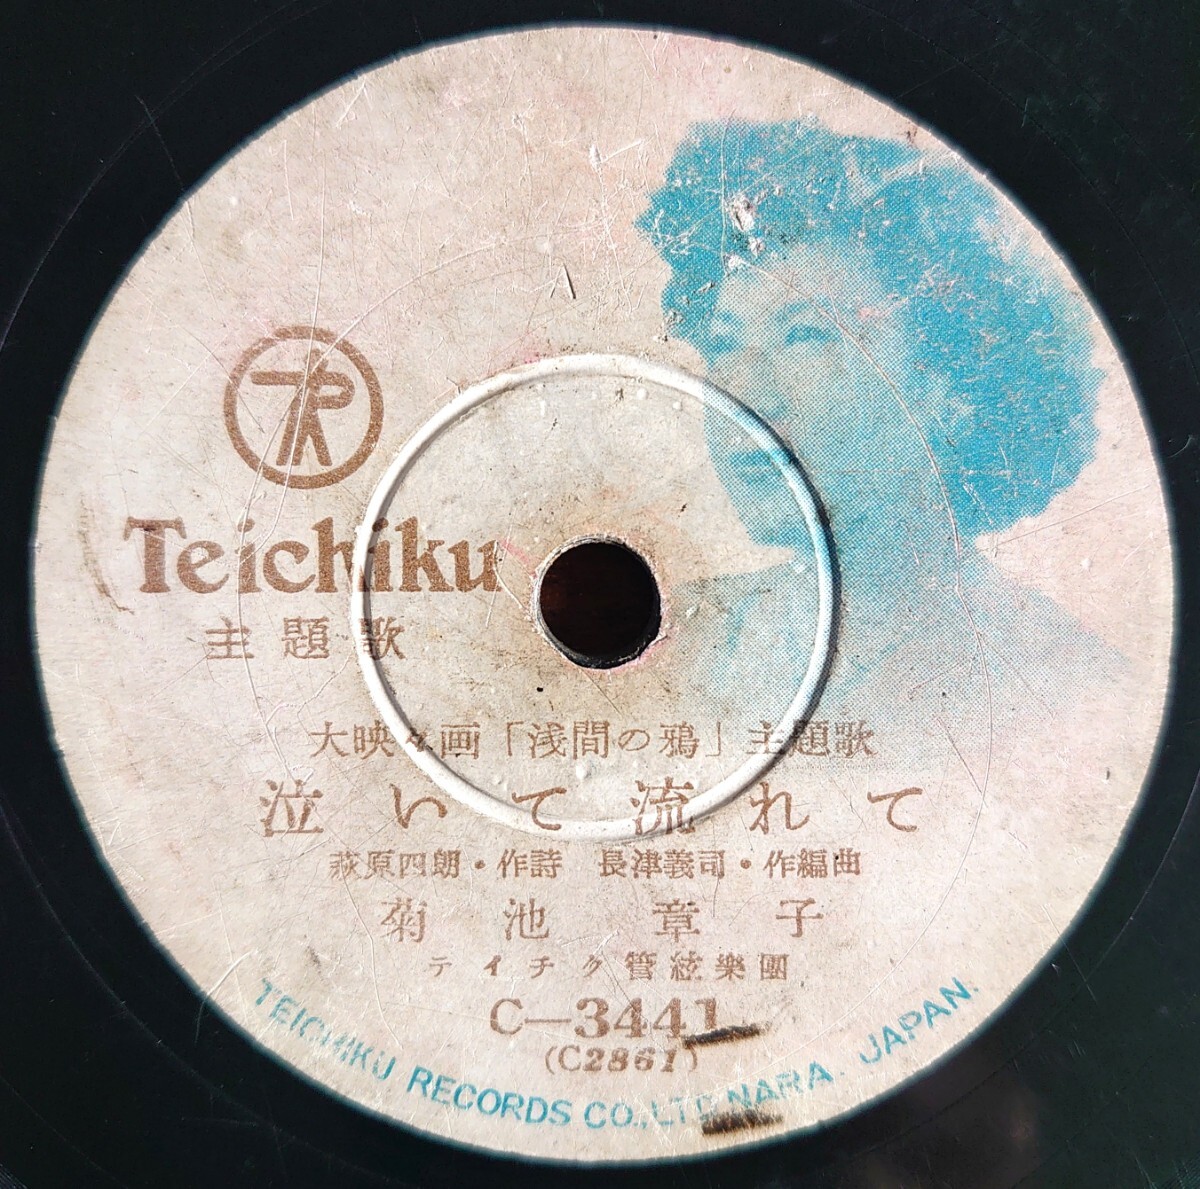 A
Teichiku
主題歌
大映々画「浅間の鴉」主題歌
泣いて流れて
萩原四朗・作詩 長津義司・作編曲
菊池章子
テイチク管絃樂團
C-3441
(C2861)
TEICHIKU RECORDS CO., LTD. NARA. JAPAN.